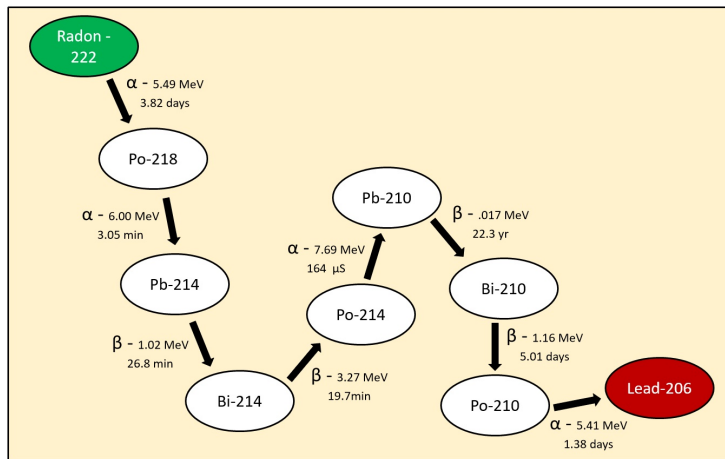 Radon -
222
α - 5.49 MeV
3.82 days
Po-218
α - 6.00 MeV
3.05 min
Pb-214
β - 1.02 MeV
26.8 min
Bi-214
β - 3.27 MeV
19.7min
Po-214
α - 7.69 MeV
164 µS
Pb-210
β - .017 MeV
22.3 yr
Bi-210
β - 1.16 MeV
5.01 days
Po-210
α - 5.41 MeV
1.38 days
Lead-206